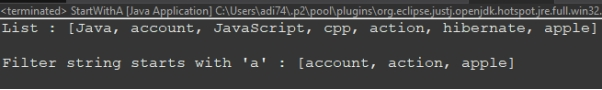 <terminated> StartWithA [Java Application] C:\Users\adi74\.p2\pool\plugins\org.eclipse.justj.openjdk.hotspot.jre.full.win32.
List : [Java, account, JavaScript, cpp, action, hibernate, apple]
Filter string starts with 'a' : [account, action, apple]